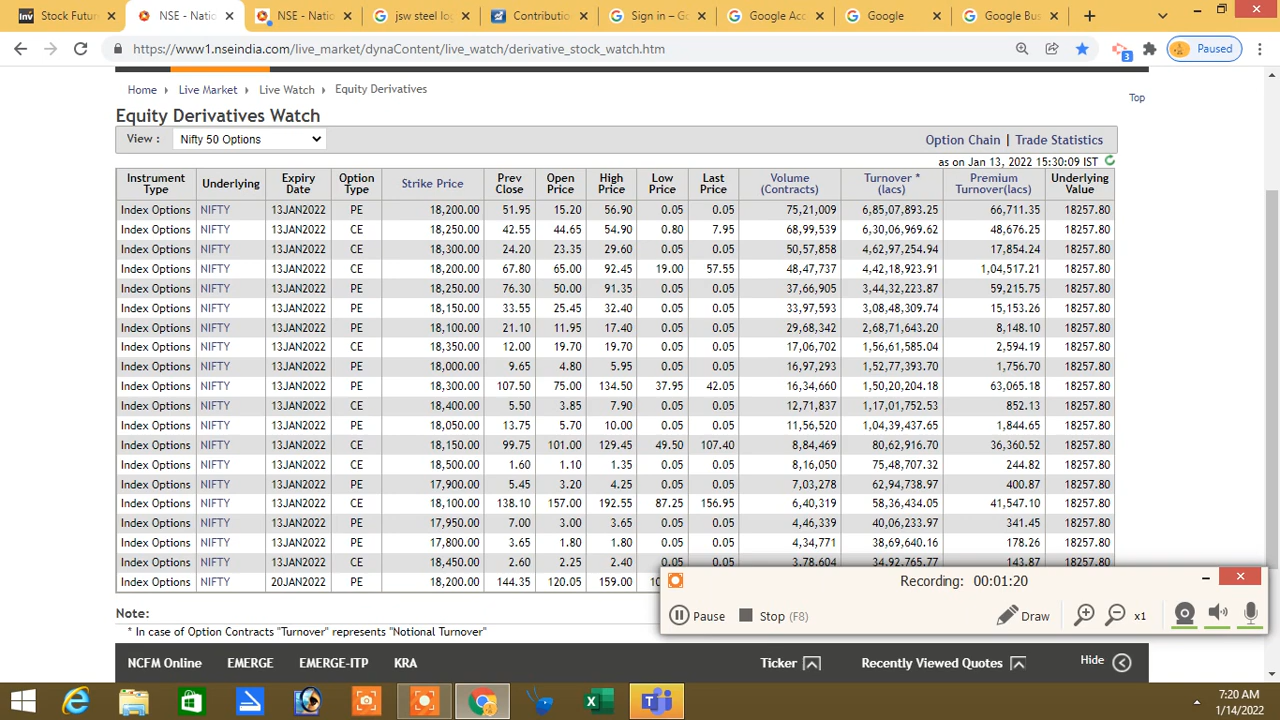 Stock Futur
NSE - Nation
NSE - Natio
jsw steel log
Contribution
Sign in – Go
Google Acc
Google
Google Bus
https://www1.nseindia.com/live_market/dynaContent/live_watch/derivative_stock_watch.htm
3
Paused
Home
Live Market
Live Watch
Equity Derivatives
Top
Equity Derivatives Watch
View :
Nifty 50 Options
Option Chain | Trade Statistics
as on Jan 13, 2022 15:30:09 IST
Instrument Type Underlying Expiry Date Option Type Strike Price Prev Close Open Price High Price Low Price Last Price Volume (Contracts) Turnover * (lacs) Premium Turnover(lacs) Underlying Value
Index Options NIFTY 13JAN2022 PE 18,200.00 51.95 15.20 56.90 0.05 0.05 75,21,009 6,85,07,893.25 66,711.35 18257.80
Index Options NIFTY 13JAN2022 CE 18,250.00 42.55 44.65 54.90 0.80 7.95 68,99,539 6,30,06,969.62 48,676.25 18257.80
Index Options NIFTY 13JAN2022 CE 18,300.00 24.20 23.35 29.60 0.05 0.05 50,57,858 4,62,97,254.94 17,854.24 18257.80
Index Options NIFTY 13JAN2022 CE 18,200.00 67.80 65.00 92.45 19.00 57.55 48,47,737 4,42,18,923.91 1,04,517.21 18257.80
Index Options NIFTY 13JAN2022 PE 18,250.00 76.30 50.00 91.35 0.05 0.05 37,66,905 3,44,32,223.87 59,215.75 18257.80
Index Options NIFTY 13JAN2022 PE 18,150.00 33.55 25.45 32.40 0.05 0.05 33,97,593 3,08,48,309.74 15,153.26 18257.80
Index Options NIFTY 13JAN2022 PE 18,100.00 21.10 11.95 17.40 0.05 0.05 29,68,342 2,68,71,643.20 8,148.10 18257.80
Index Options NIFTY 13JAN2022 CE 18,350.00 12.00 19.70 19.70 0.05 0.05 17,06,702 1,56,61,585.04 2,594.19 18257.80
Index Options NIFTY 13JAN2022 PE 18,000.00 9.65 4.80 5.95 0.05 0.05 16,97,293 1,52,77,393.70 1,756.70 18257.80
Index Options NIFTY 13JAN2022 PE 18,300.00 107.50 75.00 134.50 37.95 42.05 16,34,660 1,50,20,204.18 63,065.18 18257.80
Index Options NIFTY 13JAN2022 CE 18,400.00 5.50 3.85 7.90 0.05 0.05 12,71,837 1,17,01,752.53 852.13 18257.80
Index Options NIFTY 13JAN2022 PE 18,050.00 13.75 5.70 10.00 0.05 0.05 11,56,520 1,04,39,437.65 1,844.65 18257.80
Index Options NIFTY 13JAN2022 CE 18,150.00 99.75 101.00 129.45 49.50 107.40 8,84,469 80,62,916.70 36,360.52 18257.80
Index Options NIFTY 13JAN2022 CE 18,500.00 1.60 1.10 1.35 0.05 0.05 8,16,050 75,48,707.32 244.82 18257.80
Index Options NIFTY 13JAN2022 PE 17,900.00 5.45 3.20 4.25 0.05 0.05 7,03,278 62,94,738.97 400.87 18257.80
Index Options NIFTY 13JAN2022 CE 18,100.00 138.10 157.00 192.55 87.25 156.95 6,40,319 58,36,434.05 41,547.10 18257.80
Index Options NIFTY 13JAN2022 PE 17,950.00 7.00 3.00 3.65 0.05 0.05 4,46,339 40,06,233.97 341.45 18257.80
Index Options NIFTY 13JAN2022 PE 17,800.00 3.65 1.80 1.80 0.05 0.05 4,34,771 38,69,640.16 178.26 18257.80
Index Options NIFTY 13JAN2022 CE 18,450.00 2.60 2.25 2.40 0.05 0.05 3,78,604 34,92,765.77 143.87 18257.80
Index Options NIFTY 20JAN2022 PE 18,200.00 144.35 120.05 159.00
Recording: 00:01:20
Pause
Stop (F8)
Draw
x1
Note:
* In case of Option Contracts "Turnover" represents "Notional Turnover"
NCFM Online
EMERGE
EMERGE-ITP
KRA
Ticker
Recently Viewed Quotes
Hide
7:20 AM
1/14/2022